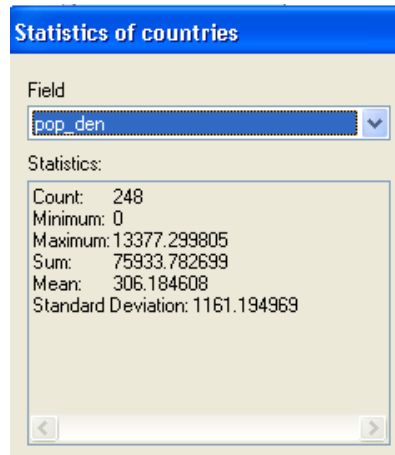 Statistics of countries
Field
pop_den
Statistics:
Count: 248
Minimum: 0
Maximum: 13377.299805
Sum: 75933.782699
Mean: 306.184608
Standard Deviation: 1161.194969